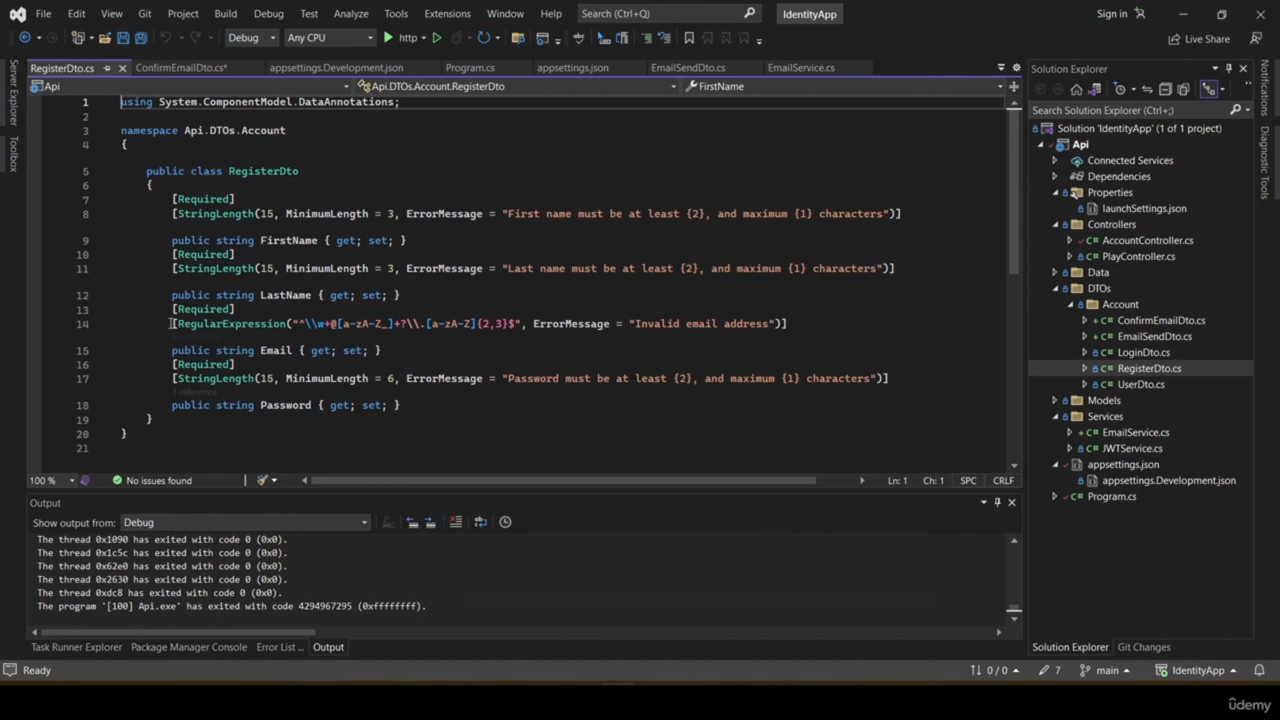 File Edit View Git Project Build Debug Test Analyze Tools Extensions Window Help Search (Ctrl+Q) IdentityApp Sign in
Debug Any CPU http Live Share
RegisterDto.cs ConfirmEmailDto.cs* appsettings.Development.json Program.cs appsettings.json EmailSendDto.cs EmailService.cs
Api Api.DTOs.Account.RegisterDto FirstName
1 using System.ComponentModel.DataAnnotations;
2
3 namespace Api.DTOs.Account
4 {
5 public class RegisterDto
6 {
7 [Required]
8 [StringLength(15, MinimumLength = 3, ErrorMessage = "First name must be at least {2}, and maximum {1} characters")]
9 public string FirstName { get; set; }
10 [Required]
11 [StringLength(15, MinimumLength = 3, ErrorMessage = "Last name must be at least {2}, and maximum {1} characters")]
12 public string LastName { get; set; }
13 [Required]
14 [RegularExpression("^\\w+@[a-zA-Z_]+?\\.[a-zA-Z]{2,3}$", ErrorMessage = "Invalid email address")]
15 public string Email { get; set; }
16 [Required]
17 [StringLength(15, MinimumLength = 6, ErrorMessage = "Password must be at least {2}, and maximum {1} characters")]
1 reference
18 public string Password { get; set; }
19 }
20 }
21
100 % No issues found Ln: 1 Ch: 1 SPC CRLF
Output
Show output from: Debug
The thread 0x1090 has exited with code 0 (0x0).
The thread 0x1c5c has exited with code 0 (0x0).
The thread 0x62e0 has exited with code 0 (0x0).
The thread 0x2630 has exited with code 0 (0x0).
The thread 0xdc8 has exited with code 0 (0x0).
The program '[100] Api.exe' has exited with code 4294967295 (0xffffffff).
Task Runner Explorer Package Manager Console Error List ... Output
Server Explorer
Toolbox
Solution Explorer
Search Solution Explorer (Ctrl+;)
Solution 'IdentityApp' (1 of 1 project)
Api
Connected Services
Dependencies
Properties
launchSettings.json
Controllers
AccountController.cs
PlayController.cs
Data
DTOs
Account
ConfirmEmailDto.cs
EmailSendDto.cs
LoginDto.cs
RegisterDto.cs
UserDto.cs
Models
Services
EmailService.cs
JWTService.cs
appsettings.json
appsettings.Development.json
Program.cs
Solution Explorer Git Changes
Notifications
Diagnostic Tools
Ready 0 / 0 7 main IdentityApp
ûdemy